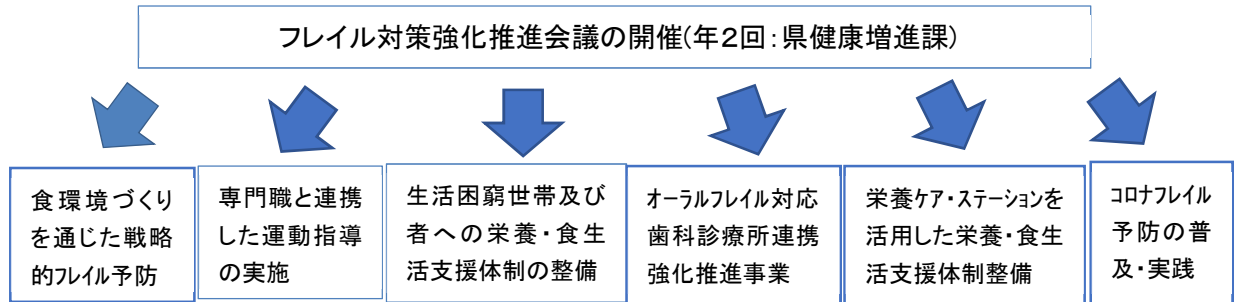 フレイル対策強化推進会議の開催(年2回:県健康増進課)
食環境づくり
を通じた戦略
的フレイル予防
専門職と連携
した運動指導
の実施
生活困窮世帯及び
者への栄養・食生
活支援体制の整備
オーラルフレイル対応
歯科診療所連携
強化推進事業
栄養ケア・ステーションを
活用した栄養・食生
活支援体制整備
コロナフレイル
予防の普
及・実践